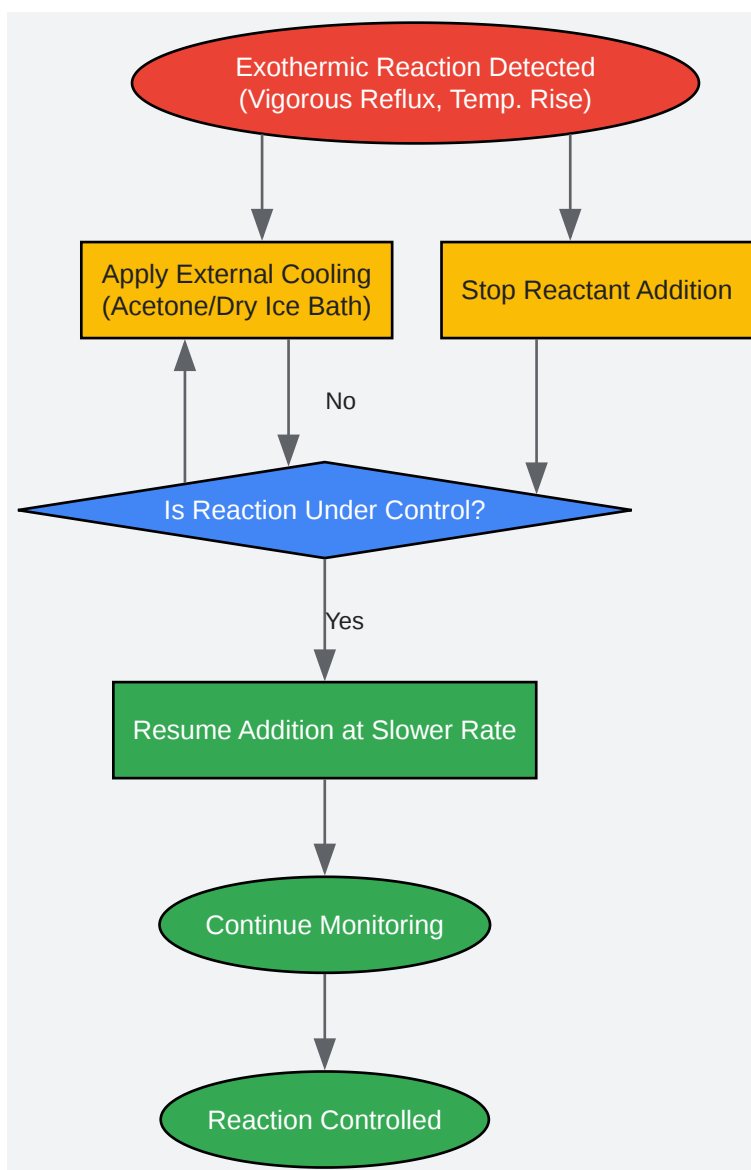 Exothermic Reaction Detected
(Vigorous Reflux, Temp. Rise)
Apply External Cooling
(Acetone/Dry Ice Bath)
Stop Reactant Addition
No
Is Reaction Under Control?
Yes
Resume Addition at Slower Rate
Continue Monitoring
Reaction Controlled